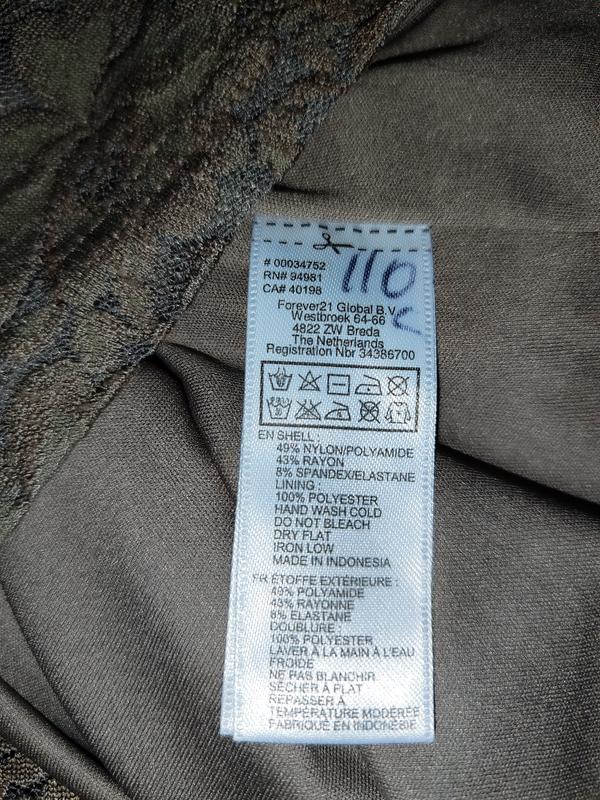 # 00034752
RN# 94981
CA# 40198
110
c
Forever21 Global B.V.
Westbroek 64-66
4822 ZW Breda
The Netherlands
Registration Nbr 34386700
EN SHELL :
49% NYLON/POLYAMIDE
43% RAYON
8% SPANDEX/ELASTANE
LINING :
100% POLYESTER
HAND WASH COLD
DO NOT BLEACH
DRY FLAT
IRON LOW
MADE IN INDONESIA
FR ÉTOFFE EXTÉRIEURE :
49% POLYAMIDE
43% RAYONNE
8% ELASTANE
DOUBLURE :
100% POLYESTER
LAVER À LA MAIN À L'EAU
FROIDE
NE PAS BLANCHIR
SÉCHER À PLAT
REPASSER À
TEMPÉRATURE MODÉRÉE
FABRIQUÉ EN INDONÉSIE